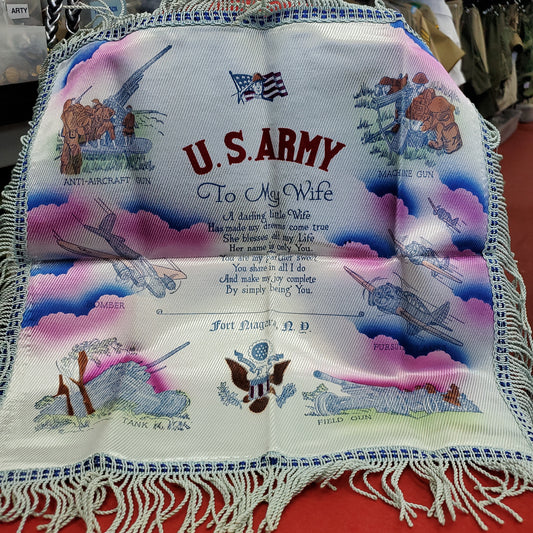 ARTY
U.S. ARMY
ANTI-AIRCRAFT GUN
MACHINE GUN
To My Wife
A darling little Wife
Has made my dreams come true
She blesses all my Life
Her name is only You.
You are my partner sweet
You share in all I do
And make my joy complete
By simply being You.
BOMBER
Fort Niagara, N. Y.
PURSUIT
TANK
FIELD GUN